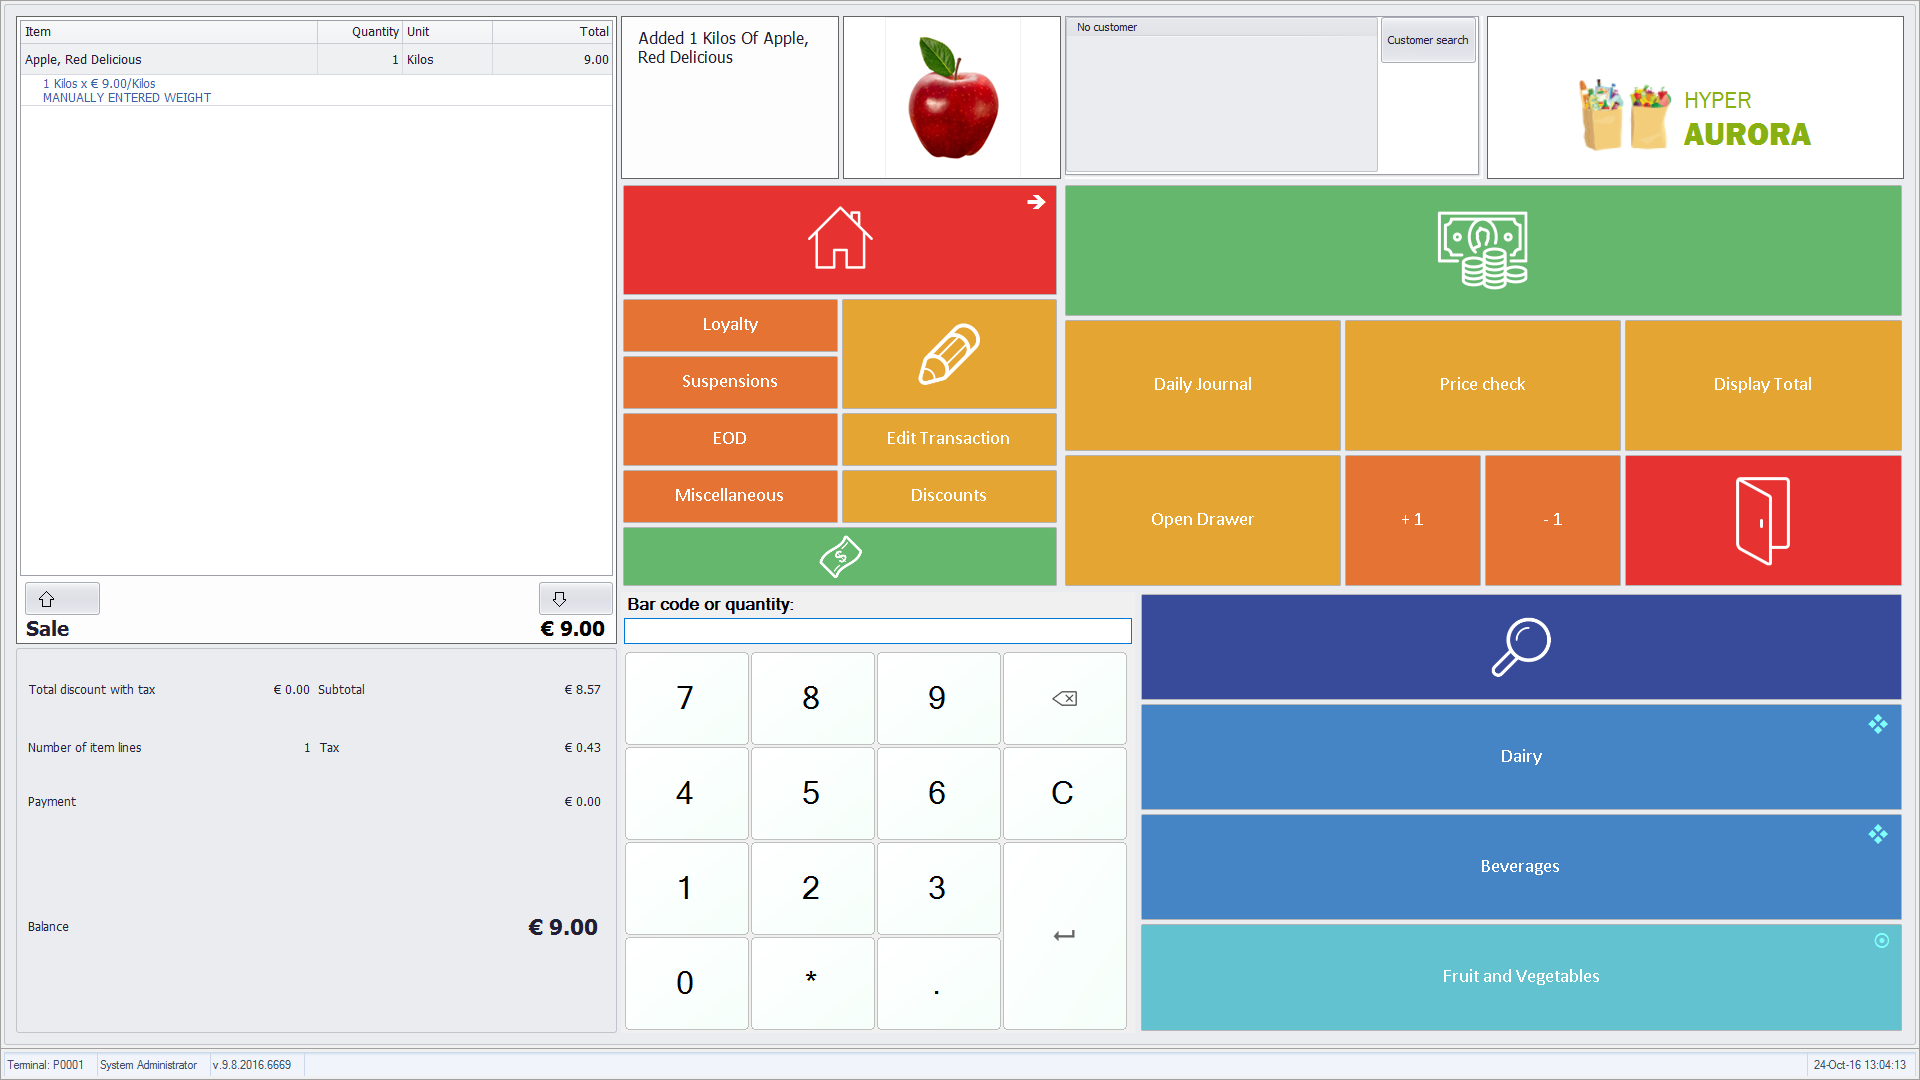 Item Quantity Unit Total
Apple, Red Delicious 1 Kilos 9.00
1 Kilos x € 9.00/Kilos
MANUALLY ENTERED WEIGHT
Sale € 9.00
Total discount with tax € 0.00 Subtotal € 8.57
Number of item lines 1 Tax € 0.43
Payment € 0.00
Balance € 9.00
Added 1 Kilos Of Apple,
Red Delicious
No customer
Customer search
HYPER
AURORA
Loyalty
Suspensions
EOD
Edit Transaction
Miscellaneous
Discounts
$
Daily Journal
Price check
Display Total
Open Drawer
+ 1
- 1
Bar code or quantity:
7 8 9
4 5 6 C
1 2 3
0 * .
Dairy
Beverages
Fruit and Vegetables
Terminal: P0001 System Administrator v.9.8.2016.6669 24-Oct-16 13:04:13